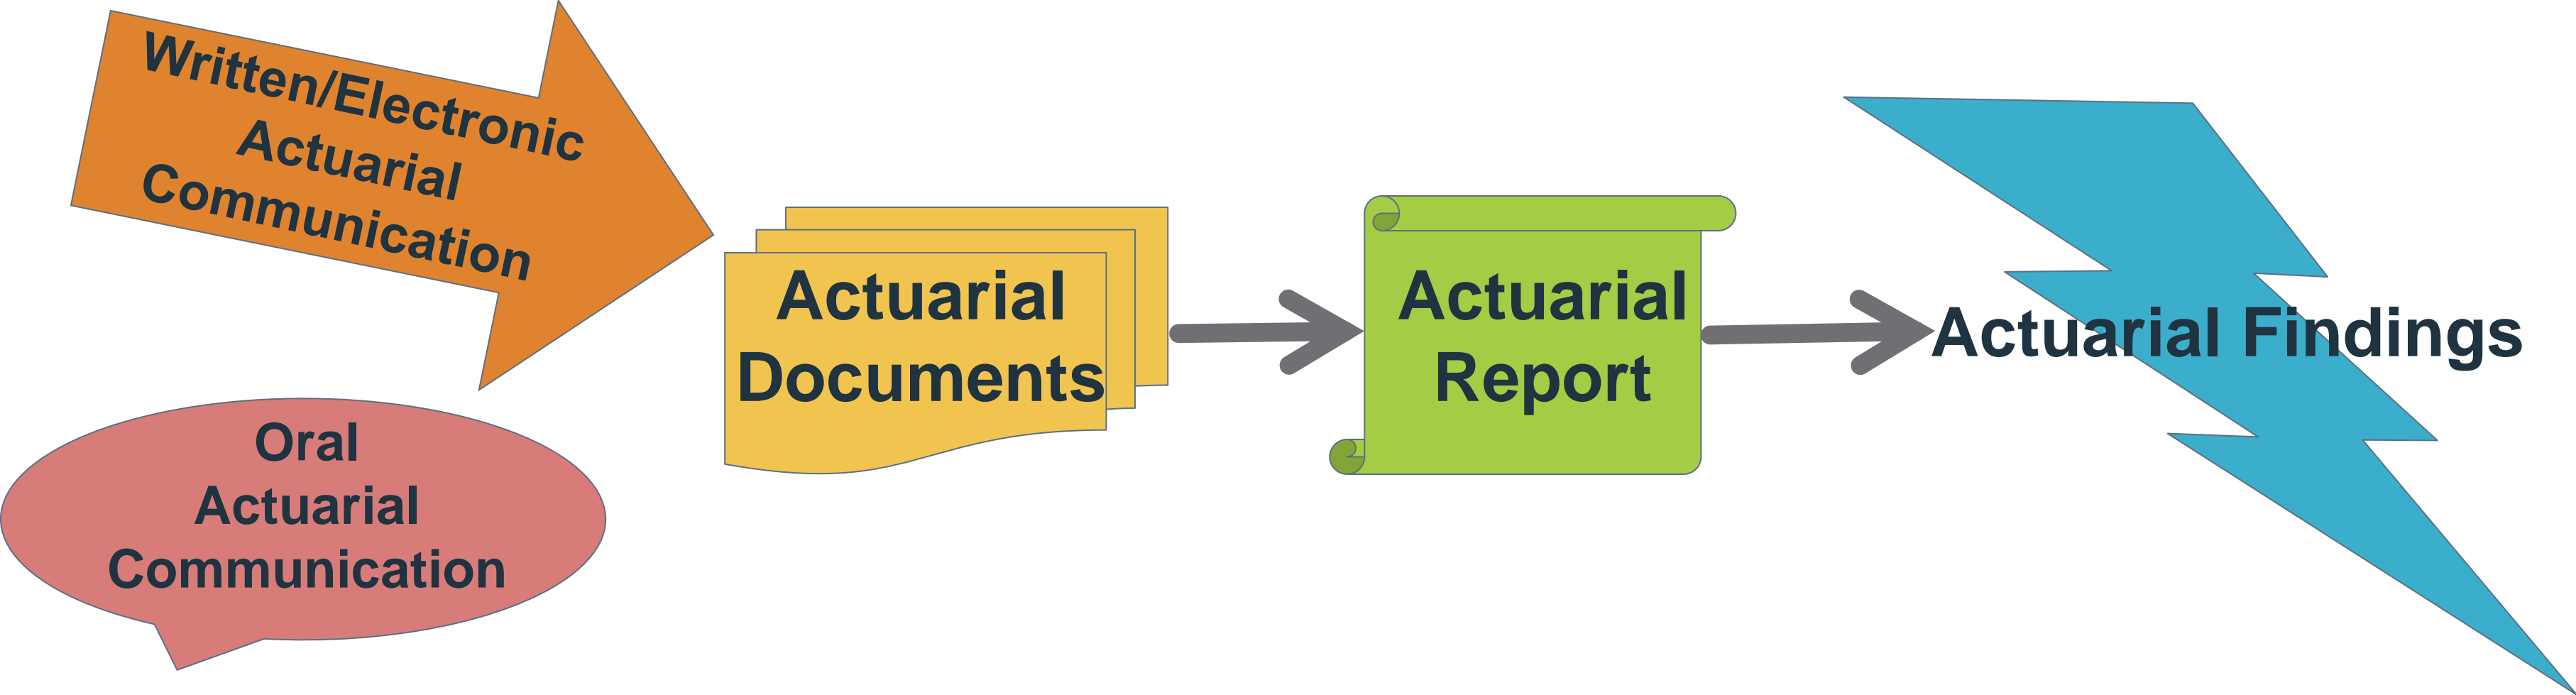 Written/Electronic
Actuarial
Communication
Oral
Actuarial
Communication
Actuarial
Documents
Actuarial
Report
Actuarial Findings